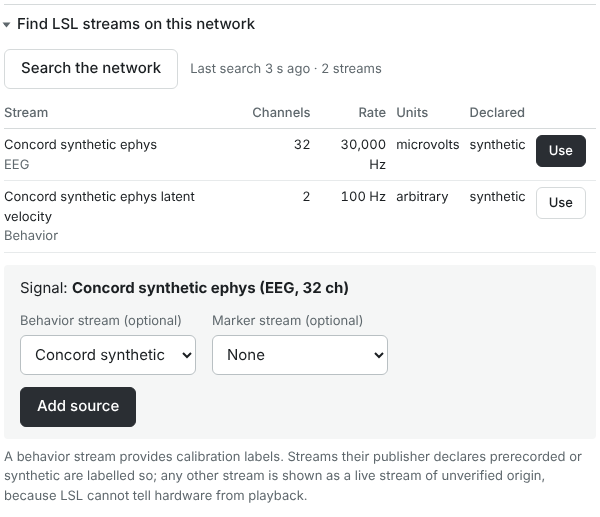 Find LSL streams on this network
Search the network Last search 3 s ago · 2 streams
Stream Channels Rate Units Declared
Concord synthetic ephys 32 30,000 microvolts synthetic Use
EEG Hz
Concord synthetic ephys latent 2 100 Hz arbitrary synthetic Use
velocity
Behavior
Signal: Concord synthetic ephys (EEG, 32 ch)
Behavior stream (optional) Marker stream (optional)
Concord synthetic None
Add source
A behavior stream provides calibration labels. Streams their publisher declares prerecorded or
synthetic are labelled so; any other stream is shown as a live stream of unverified origin,
because LSL cannot tell hardware from playback.